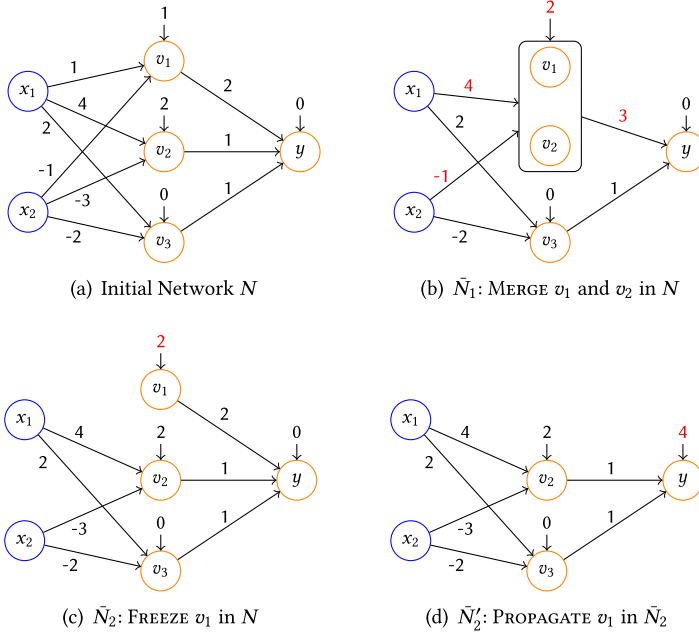 1
1
x₁
v₁
4
2
2
2
0
1
v₂
y
-1
-3
0
1
x₂
-2
v₃
(a) Initial Network N
2
v₁
x₁
4
3
0
2
v₂
y
-1
0
1
x₂
-2
v₃
(b) N̄₁: MERGE v₁ and v₂ in N
2
v₁
x₁
4
2
2
0
2
1
v₂
y
-3
0
1
x₂
-2
v₃
(c) N̄₂: FREEZE v₁ in N
x₁
4
2
4
2
1
v₂
y
-3
0
1
x₂
-2
v₃
(d) N̄₂′: PROPAGATE v₁ in N̄₂